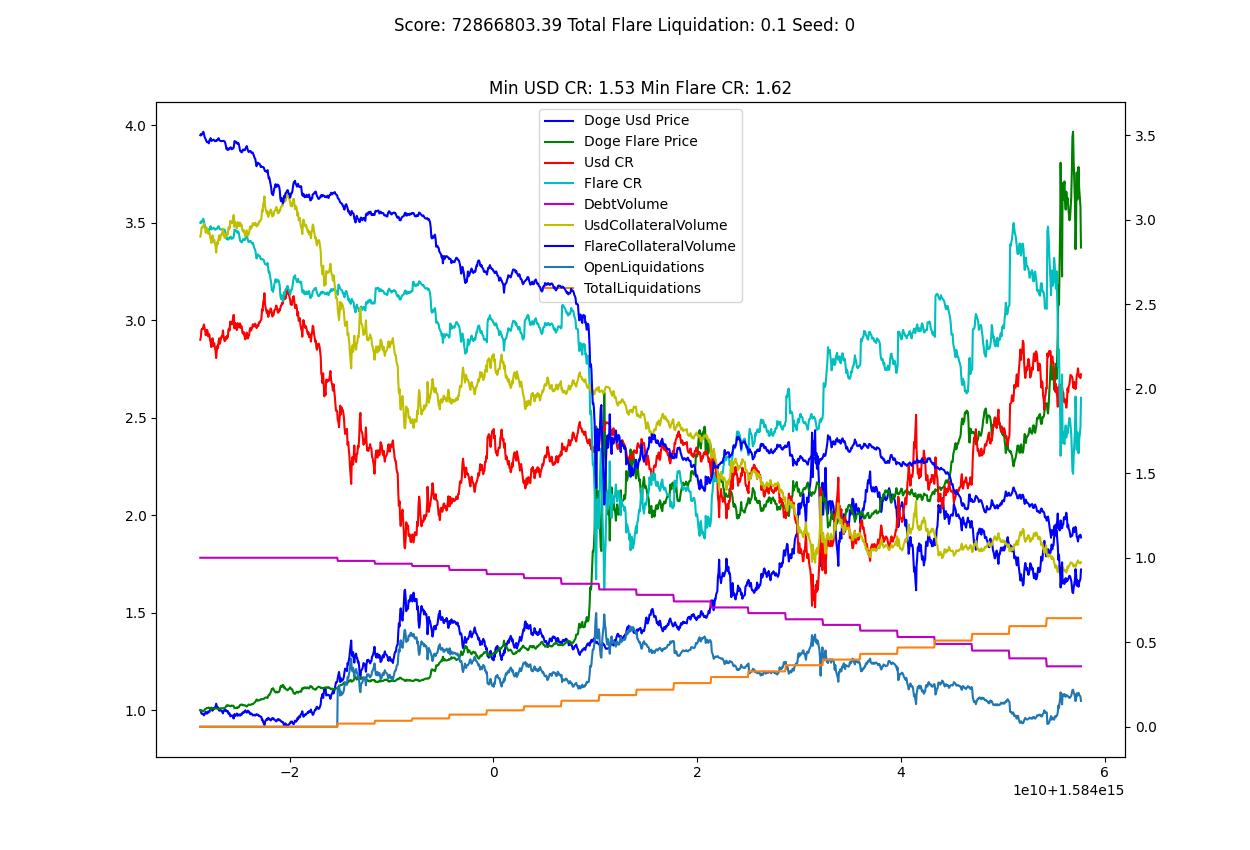 Score: 72866803.39 Total Flare Liquidation: 0.1 Seed: 0
Min USD CR: 1.53 Min Flare CR: 1.62
Doge Usd Price
Doge Flare Price
Usd CR
Flare CR
DebtVolume
UsdCollateralVolume
FlareCollateralVolume
OpenLiquidations
TotalLiquidations
4.0
3.5
3.0
2.5
2.0
1.5
1.0
3.5
3.0
2.5
2.0
1.5
1.0
0.5
0.0
−2 0 2 4 6
1e10+1.584e15